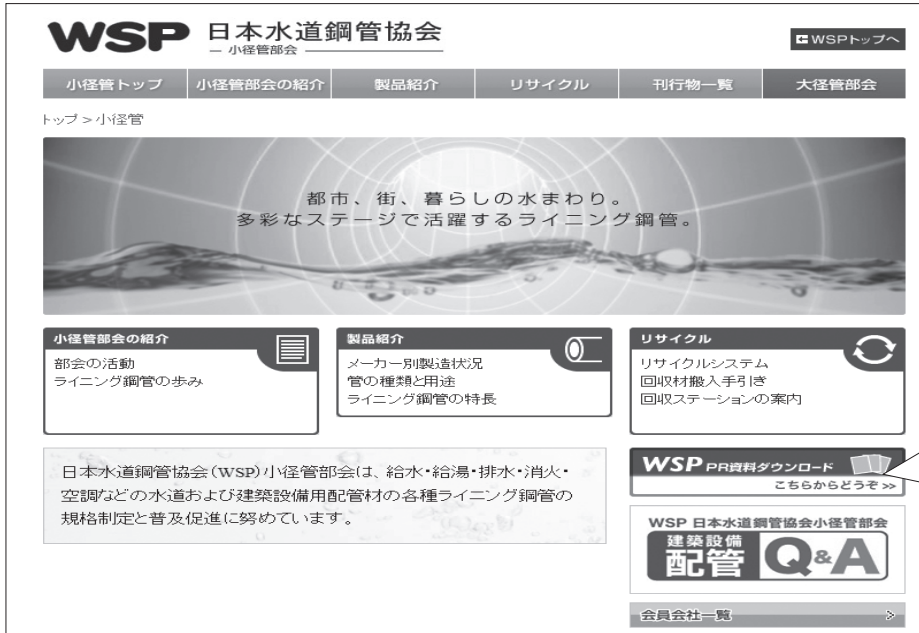 WSP 日本水道鋼管協会
小径管部会
WSPトップへ
小径管トップ 小径管部会の紹介 製品紹介 リサイクル 刊行物一覧 大径管部会
トップ > 小径管
都市、街、暮らしの水まわり。
多彩なステージで活躍するライニング鋼管。
小径管部会の紹介
部会の活動
ライニング鋼管の歩み
製品紹介
メーカー別製造状況
管の種類と用途
ライニング鋼管の特長
リサイクル
リサイクルシステム
回収材搬入手引き
回収ステーションの案内
日本水道鋼管協会(WSP)小径管部会は、給水・給湯・排水・消火・
空調などの水道および建築設備用配管材の各種ライニング鋼管の
規格制定と普及促進に努めています。
WSP PR資料ダウンロード
こちらからどうぞ >>
WSP 日本水道鋼管協会小径管部会
建築設備
配管 Q&A
会員会社一覧